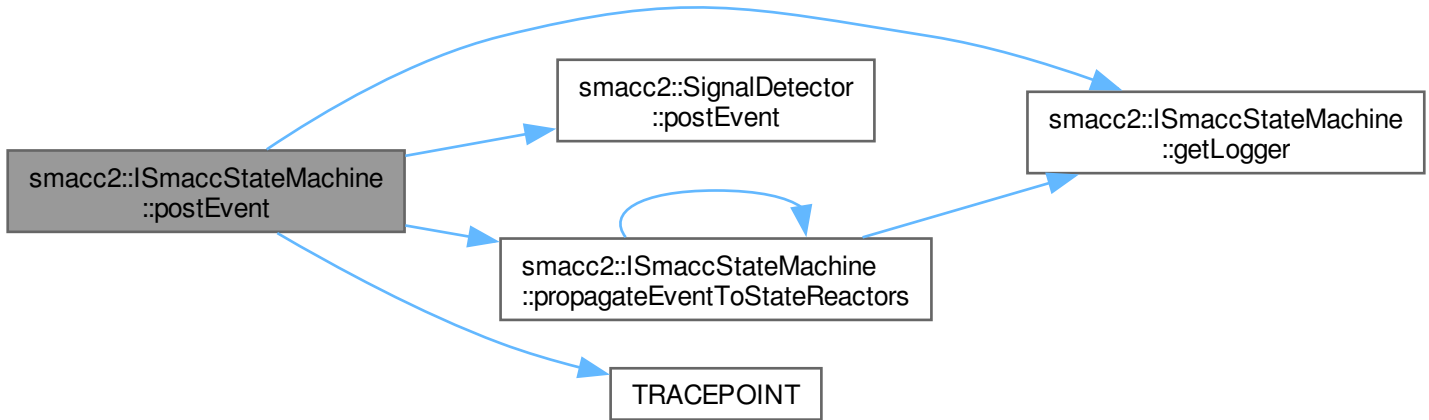 smacc2::ISmaccStateMachine
::postEvent
smacc2::SignalDetector
::postEvent
smacc2::ISmaccStateMachine
::propagateEventToStateReactors
TRACEPOINT
smacc2::ISmaccStateMachine
::getLogger